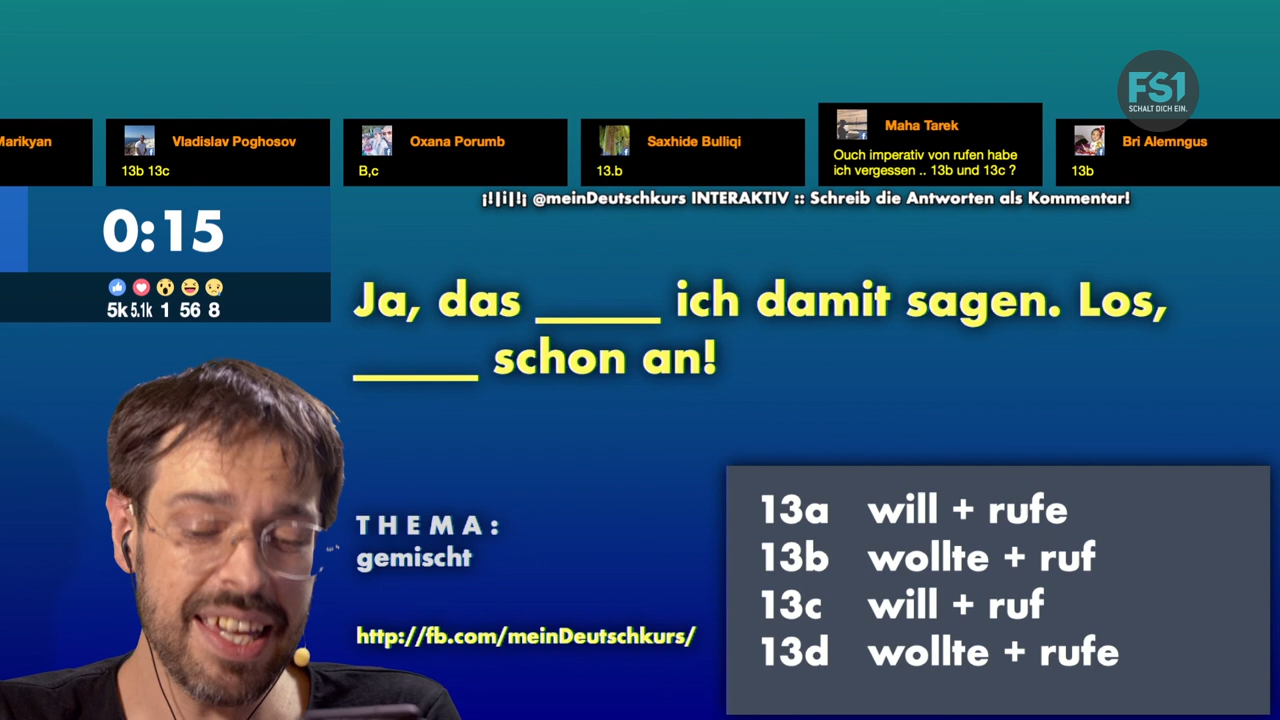 FS1
SCHALT DICH EIN.
Marikyan
Vladislav Poghosov
13b 13c
Oxana Porumb
B,c
Saxhide Bulliqi
13.b
Maha Tarek
Ouch imperativ von rufen habe
ich vergessen .. 13b und 13c ?
Bri Alemngus
13b
¡!|i|!¡ @meinDeutschkurs INTERAKTIV :: Schreib die Antworten als Kommentar!
0:15
5k 5.1k 1 56 8
Ja, das _____ ich damit sagen. Los,
_____ schon an!
THEMA:
gemischt
http://fb.com/meinDeutschkurs/
13a will + rufe
13b wollte + ruf
13c will + ruf
13d wollte + rufe